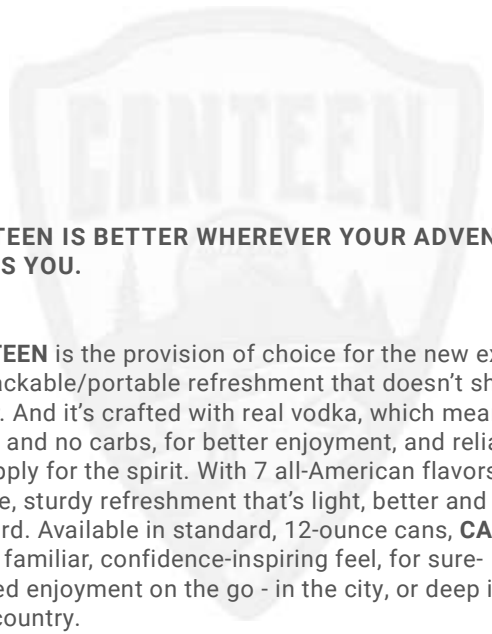 CANTEEN
TEEN IS BETTER WHEREVER YOUR ADVEN
S YOU.
TEEN is the provision of choice for the new ex
ackable/portable refreshment that doesn’t sh
. And it’s crafted with real vodka, which mea
and no carbs, for better enjoyment, and relia
pply for the spirit. With 7 all-American flavors
e, sturdy refreshment that’s light, better and
rd. Available in standard, 12-ounce cans, CA
familiar, confidence-inspiring feel, for sure-
ed enjoyment on the go - in the city, or deep i
country.